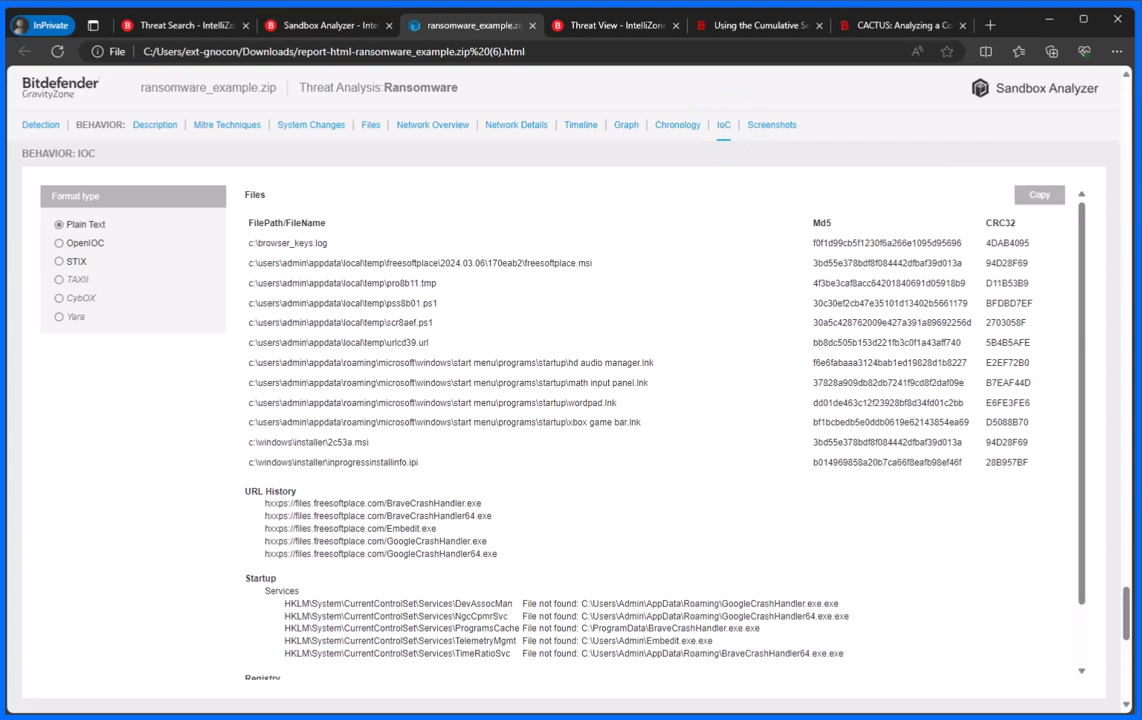 InPrivate
Threat Search - IntelliZo
Sandbox Analyzer - Inte
ransomware_example.zi
Threat View - IntelliZone
Using the Cumulative Se
CACTUS: Analyzing a Co
File C:/Users/ext-gnocon/Downloads/report-html-ransomware_example.zip%20(6).html
Bitdefender
GravityZone
ransomware_example.zip
Threat Analysis:Ransomware
Sandbox Analyzer
Detection | BEHAVIOR: Description | Mitre Techniques | System Changes | Files | Network Overview | Network Details | Timeline | Graph | Chronology | IoC | Screenshots
BEHAVIOR: IOC
Format type
Plain Text
OpenIOC
STIX
TAXII
CybOX
Yara
Files
Copy
FilePath/FileName Md5 CRC32
c:\browser_keys.log f0f1d99cb5f1230f6a266e1095d95696 4DAB4095
c:\users\admin\appdata\local\temp\freesoftplace\2024.03.06\170eab2\freesoftplace.msi 3bd55e378bdf8f084442dfbaf39d013a 94D28F69
c:\users\admin\appdata\local\temp\pro8b11.tmp 4f3be3caf8acc64201840691d05918b9 D11B53B9
c:\users\admin\appdata\local\temp\pss8b01.ps1 30c30ef2cb47e35101d13402b5661179 BFDBD7EF
c:\users\admin\appdata\local\temp\scr8aef.ps1 30a5c428762009e427a391a89692256d 2703058F
c:\users\admin\appdata\local\temp\urlcd39.url bb8dc505b153d221fb3c0f1a43aff740 5B4B5AFE
c:\users\admin\appdata\roaming\microsoft\windows\start menu\programs\startup\hd audio manager.lnk f6e6fabaaa3124bab1ed19828d1b8227 E2EF72B0
c:\users\admin\appdata\roaming\microsoft\windows\start menu\programs\startup\math input panel.lnk 37828a909db82db7241f9cd8f2daf09e B7EAF44D
c:\users\admin\appdata\roaming\microsoft\windows\start menu\programs\startup\wordpad.lnk dd01de463c12f23928bf8d34fd01c2bb E6FE3FE6
c:\users\admin\appdata\roaming\microsoft\windows\start menu\programs\startup\xbox game bar.lnk bf1bcbedb5e0ddb0619e62143854ea69 D5088B70
c:\windows\installer\2c53a.msi 3bd55e378bdf8f084442dfbaf39d013a 94D28F69
c:\windows\installer\inprogressinstallinfo.ipi b014969858a20b7ca66f8eafb98ef46f 28B957BF
URL History
hxxps://files.freesoftplace.com/BraveCrashHandler.exe
hxxps://files.freesoftplace.com/BraveCrashHandler64.exe
hxxps://files.freesoftplace.com/Embedit.exe
hxxps://files.freesoftplace.com/GoogleCrashHandler.exe
hxxps://files.freesoftplace.com/GoogleCrashHandler64.exe
Startup
Services
HKLM\System\CurrentControlSet\Services\DevAssocMan File not found: C:\Users\Admin\AppData\Roaming\GoogleCrashHandler.exe.exe
HKLM\System\CurrentControlSet\Services\NgcCpmrSvc File not found: C:\Users\Admin\AppData\Roaming\GoogleCrashHandler64.exe.exe
HKLM\System\CurrentControlSet\Services\ProgramsCache File not found: C:\ProgramData\BraveCrashHandler.exe.exe
HKLM\System\CurrentControlSet\Services\TelemetryMgmt File not found: C:\Users\Admin\Embedit.exe.exe
HKLM\System\CurrentControlSet\Services\TimeRatioSvc File not found: C:\Users\Admin\AppData\Roaming\BraveCrashHandler64.exe.exe
Registry